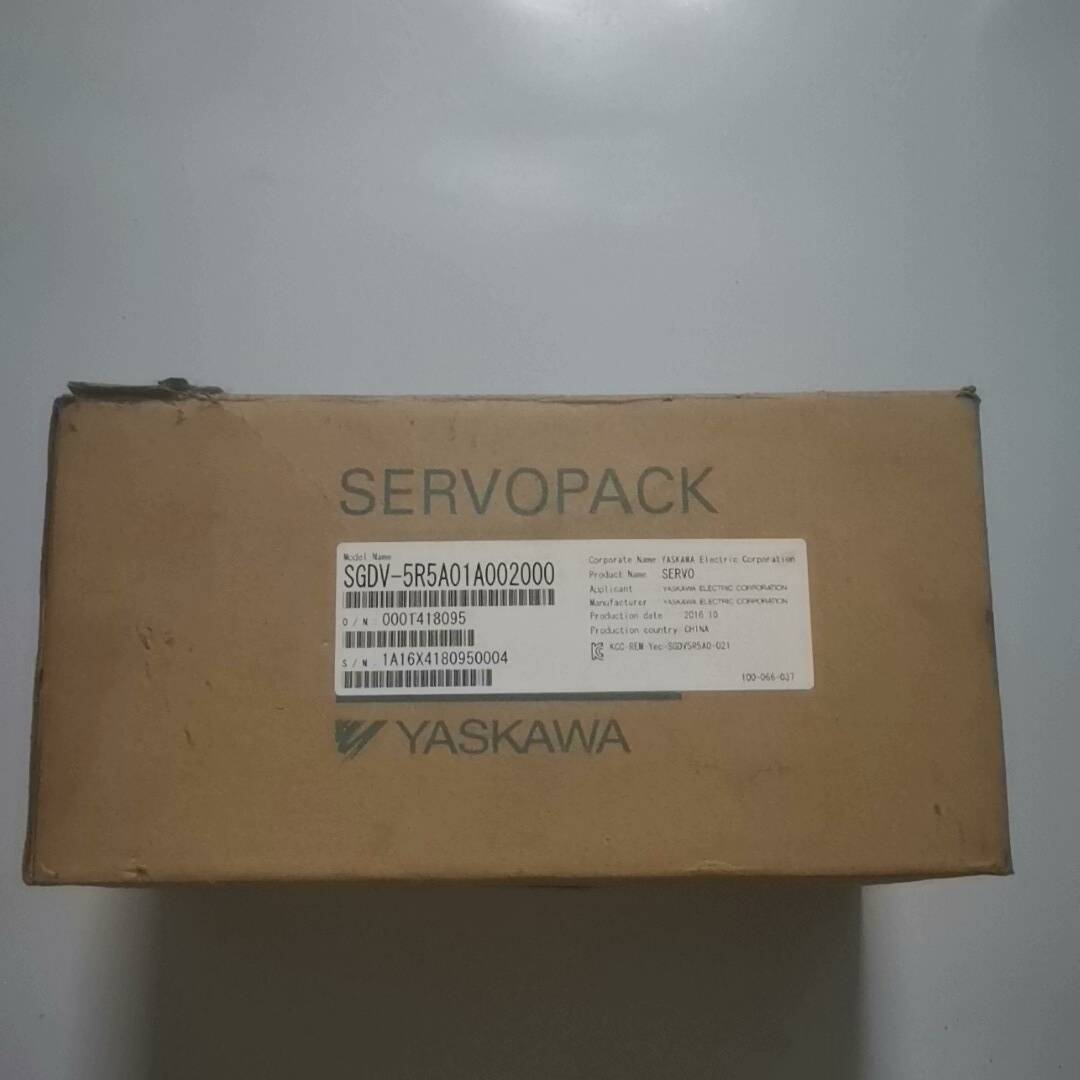 SERVOPACK
Model Name
SGDV-5R5A01A002000
O/N. 000T418095
S/N. 1A16X4180950004
Corporate Name YASKAWA Electric Corporation
Product Name SERVO
Applicant YASKAWA ELECTRIC CORPORATION
Manufacturer YASKAWA ELECTRIC CORPORATION
Production date 2016.10
Production country CHINA
KCC-REM-Yec-SGDV5R5A0-021
100-066-037
YASKAWA